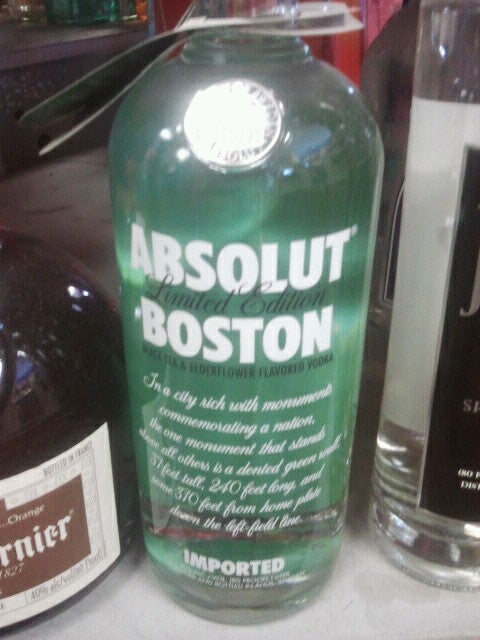 ABSOLUT
Limited Edition
BOSTON
BLACK TEA & ELDERFLOWER FLAVORED VODKA
In a city rich with monuments
commemorating a nation,
the one monument that stands
above all others is a dented green wall,
37 feet tall, 240 feet long, and
some 310 feet from home plate
down the left-field line.
IMPORTED
BOTTLED IN FRANCE
Orange
rnier
1827
40% alc/vol